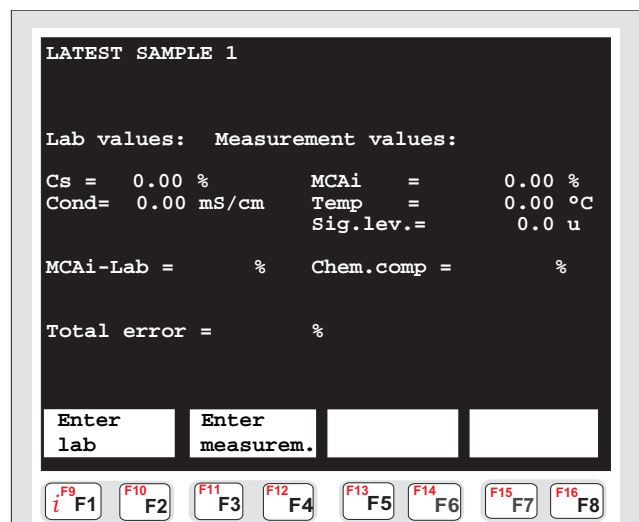 LATEST SAMPLE 1
Lab values: Measurement values:
Cs = 0.00 % MCAi = 0.00 %
Cond= 0.00 mS/cm Temp = 0.00 ºC
Sig.lev.= 0.0 u
MCAi-Lab = % Chem.comp = %
Total error = %
Enter Enter
lab measurem.
F9 F10 F11 F12 F13 F14 F15 F16
i F1 F2 F3 F4 F5 F6 F7 F8